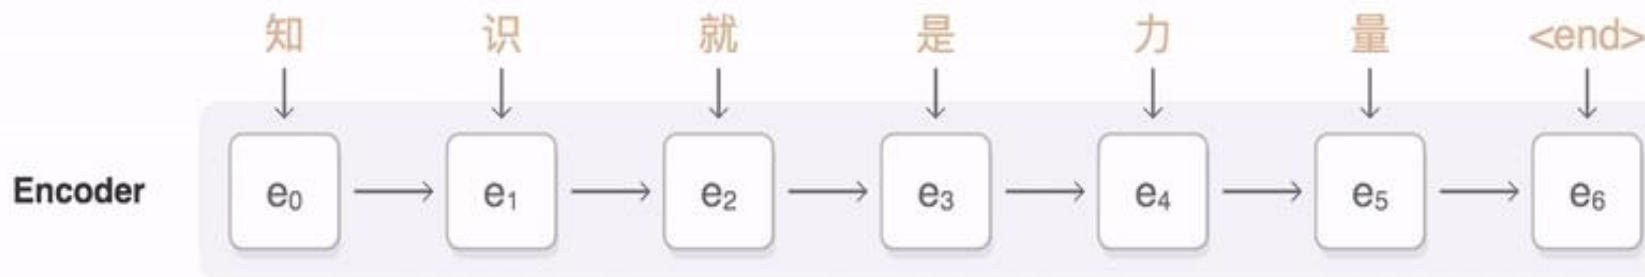 知 识 就 是 力 量 <end>
Encoder e₀ e₁ e₂ e₃ e₄ e₅ e₆